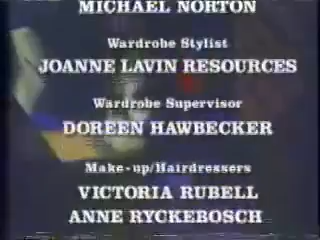 MICHAEL NORTON
Wardrobe Stylist
JOANNE LAVIN RESOURCES
Wardrobe Supervisor
DOREEN HAWBECKER
Make-up/Hairdressers
VICTORIA RUBELL
ANNE RYCKEBOSCH